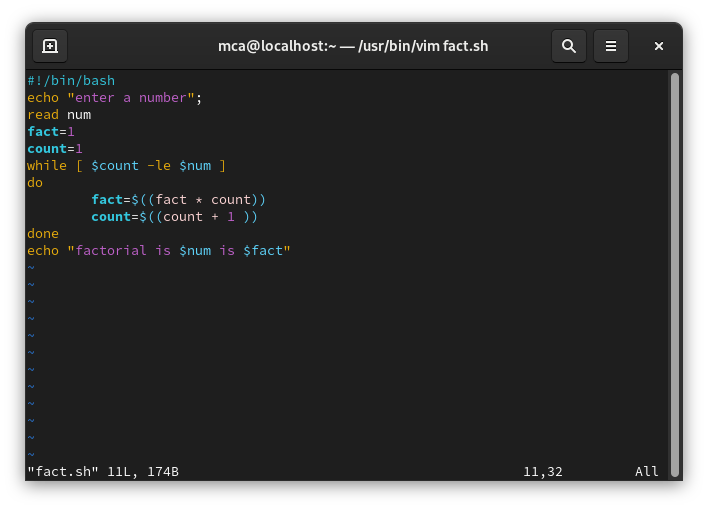 mca@localhost:~ — /usr/bin/vim fact.sh
#!/bin/bash
echo "enter a number";
read num
fact=1
count=1
while [ $count -le $num ]
do
        fact=$((fact * count))
        count=$((count + 1 ))
done
echo "factorial is $num is $fact"
~
~
~
~
~
~
~
~
~
~
~
~
"fact.sh" 11L, 174B 11,32 All